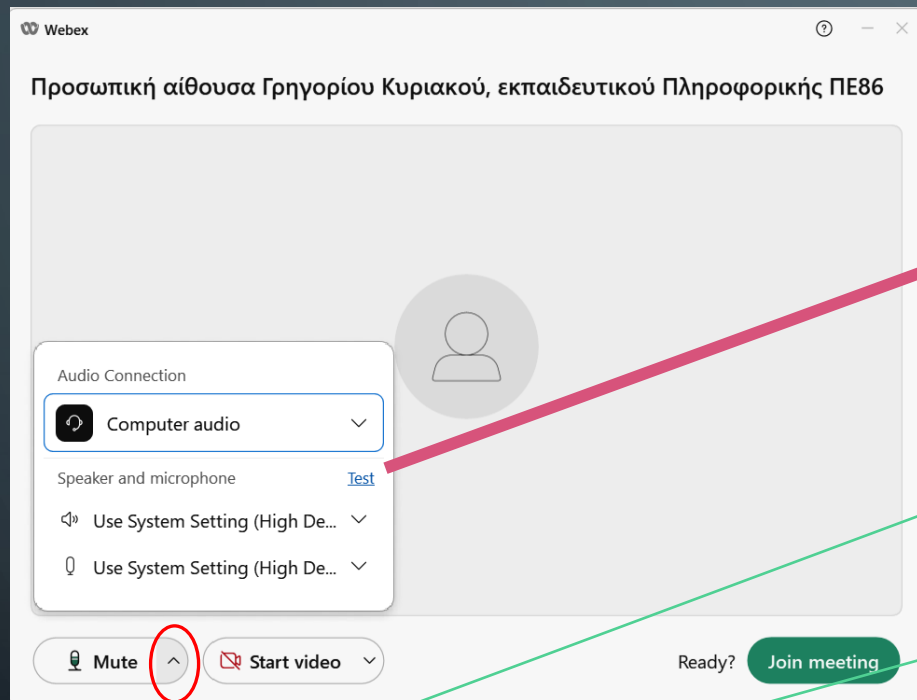 Webex
Προσωπική αίθουσα Γρηγορίου Κυριακού, εκπαιδευτικού Πληροφορικής ΠΕ86
Audio Connection
Computer audio
Speaker and microphone Test
Use System Setting (High De...
Use System Setting (High De...
Mute Start video Ready? Join meeting